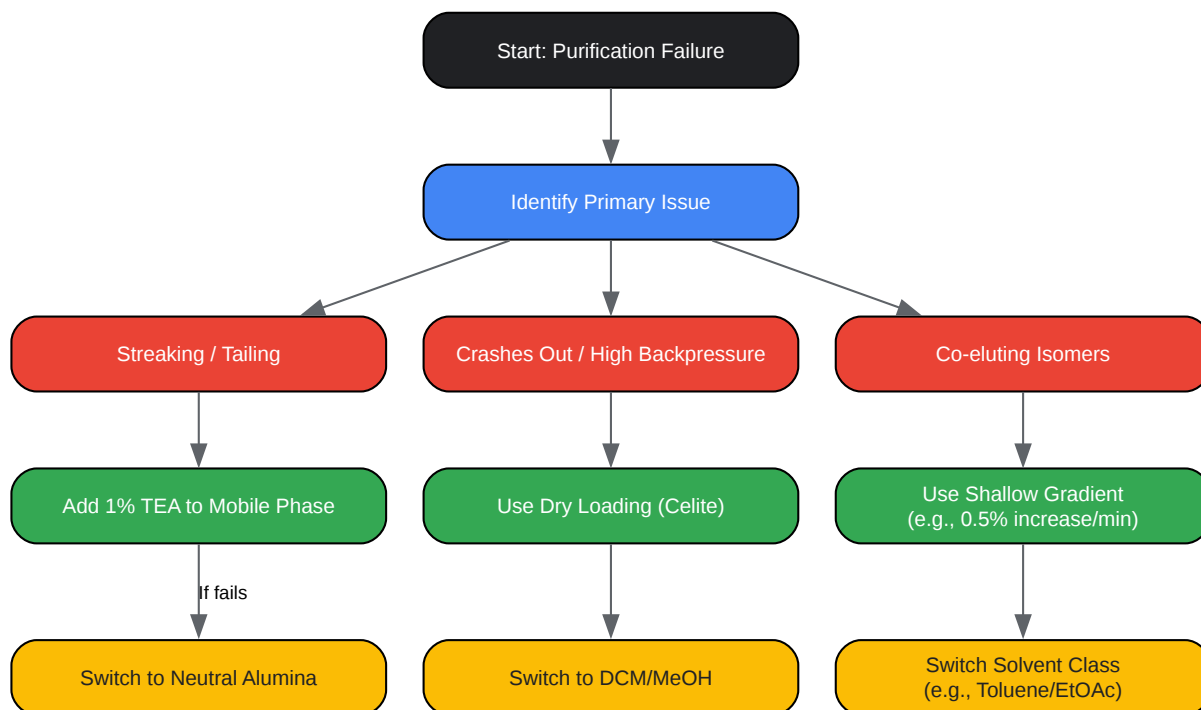 Start: Purification Failure
Identify Primary Issue
Streaking / Tailing
Crashes Out / High Backpressure
Co-eluting Isomers
Add 1% TEA to Mobile Phase
Use Dry Loading (Celite)
Use Shallow Gradient
(e.g., 0.5% increase/min)
If fails
Switch to Neutral Alumina
Switch to DCM/MeOH
Switch Solvent Class
(e.g., Toluene/EtOAc)